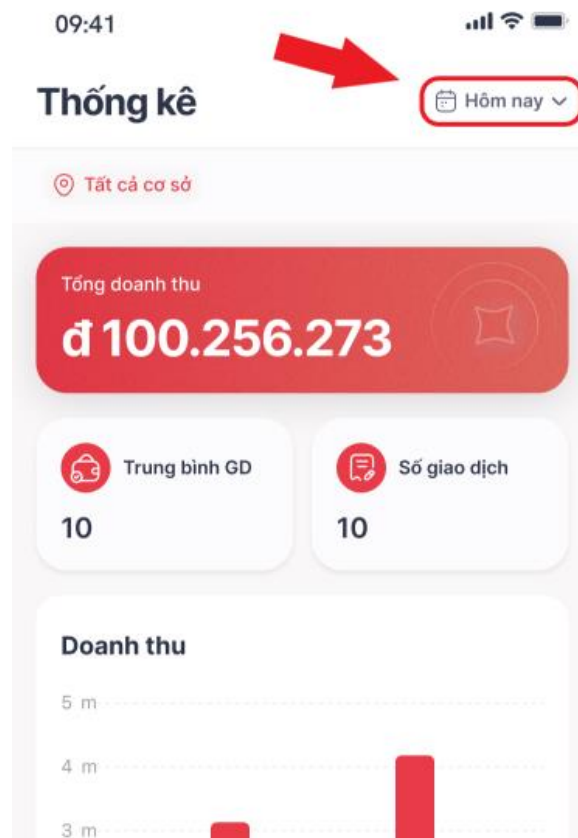 09:41
Thống kê
Hôm nay
Tất cả cơ sở
Tổng doanh thu
đ 100.256.273
Trung bình GD
Số giao dịch
10
10
Doanh thu
5 m
4 m
3 m